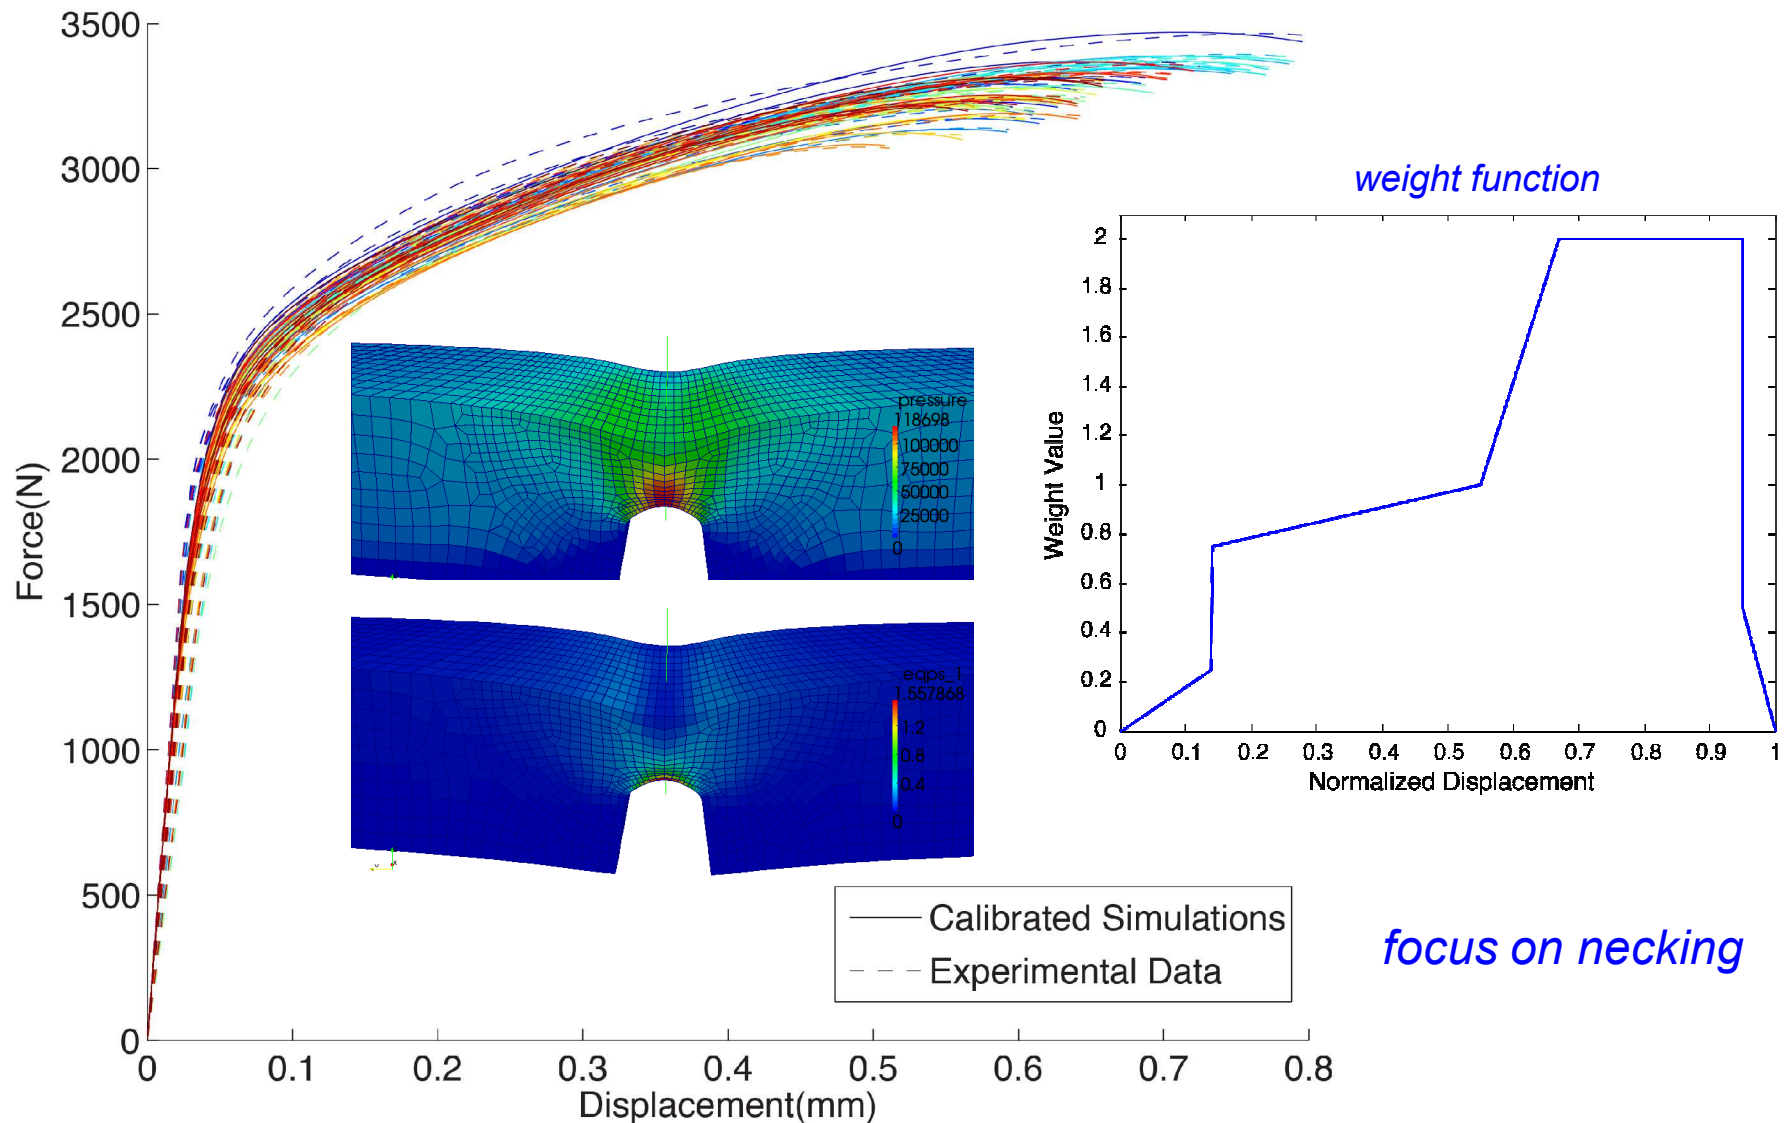 3500
3000
2500
2000
1500
1000
500
0
Force(N)
0 0.1 0.2 0.3 0.4 0.5 0.6 0.7 0.8
Displacement(mm)
pressure
118698
100000
75000
50000
25000
0
eqps_1
1.557868
1.2
0.8
0.4
0
Calibrated Simulations
Experimental Data
weight function
2
1.8
1.6
1.4
1.2
1
0.8
0.6
0.4
0.2
0
Weight Value
0 0.1 0.2 0.3 0.4 0.5 0.6 0.7 0.8 0.9 1
Normalized Displacement
focus on necking